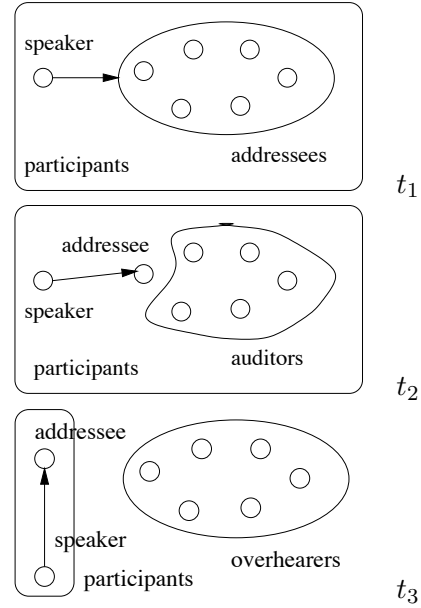 speaker
participants
addressees
t1
addressee
speaker
participants
auditors
t2
addressee
speaker
participants
overhearers
t3